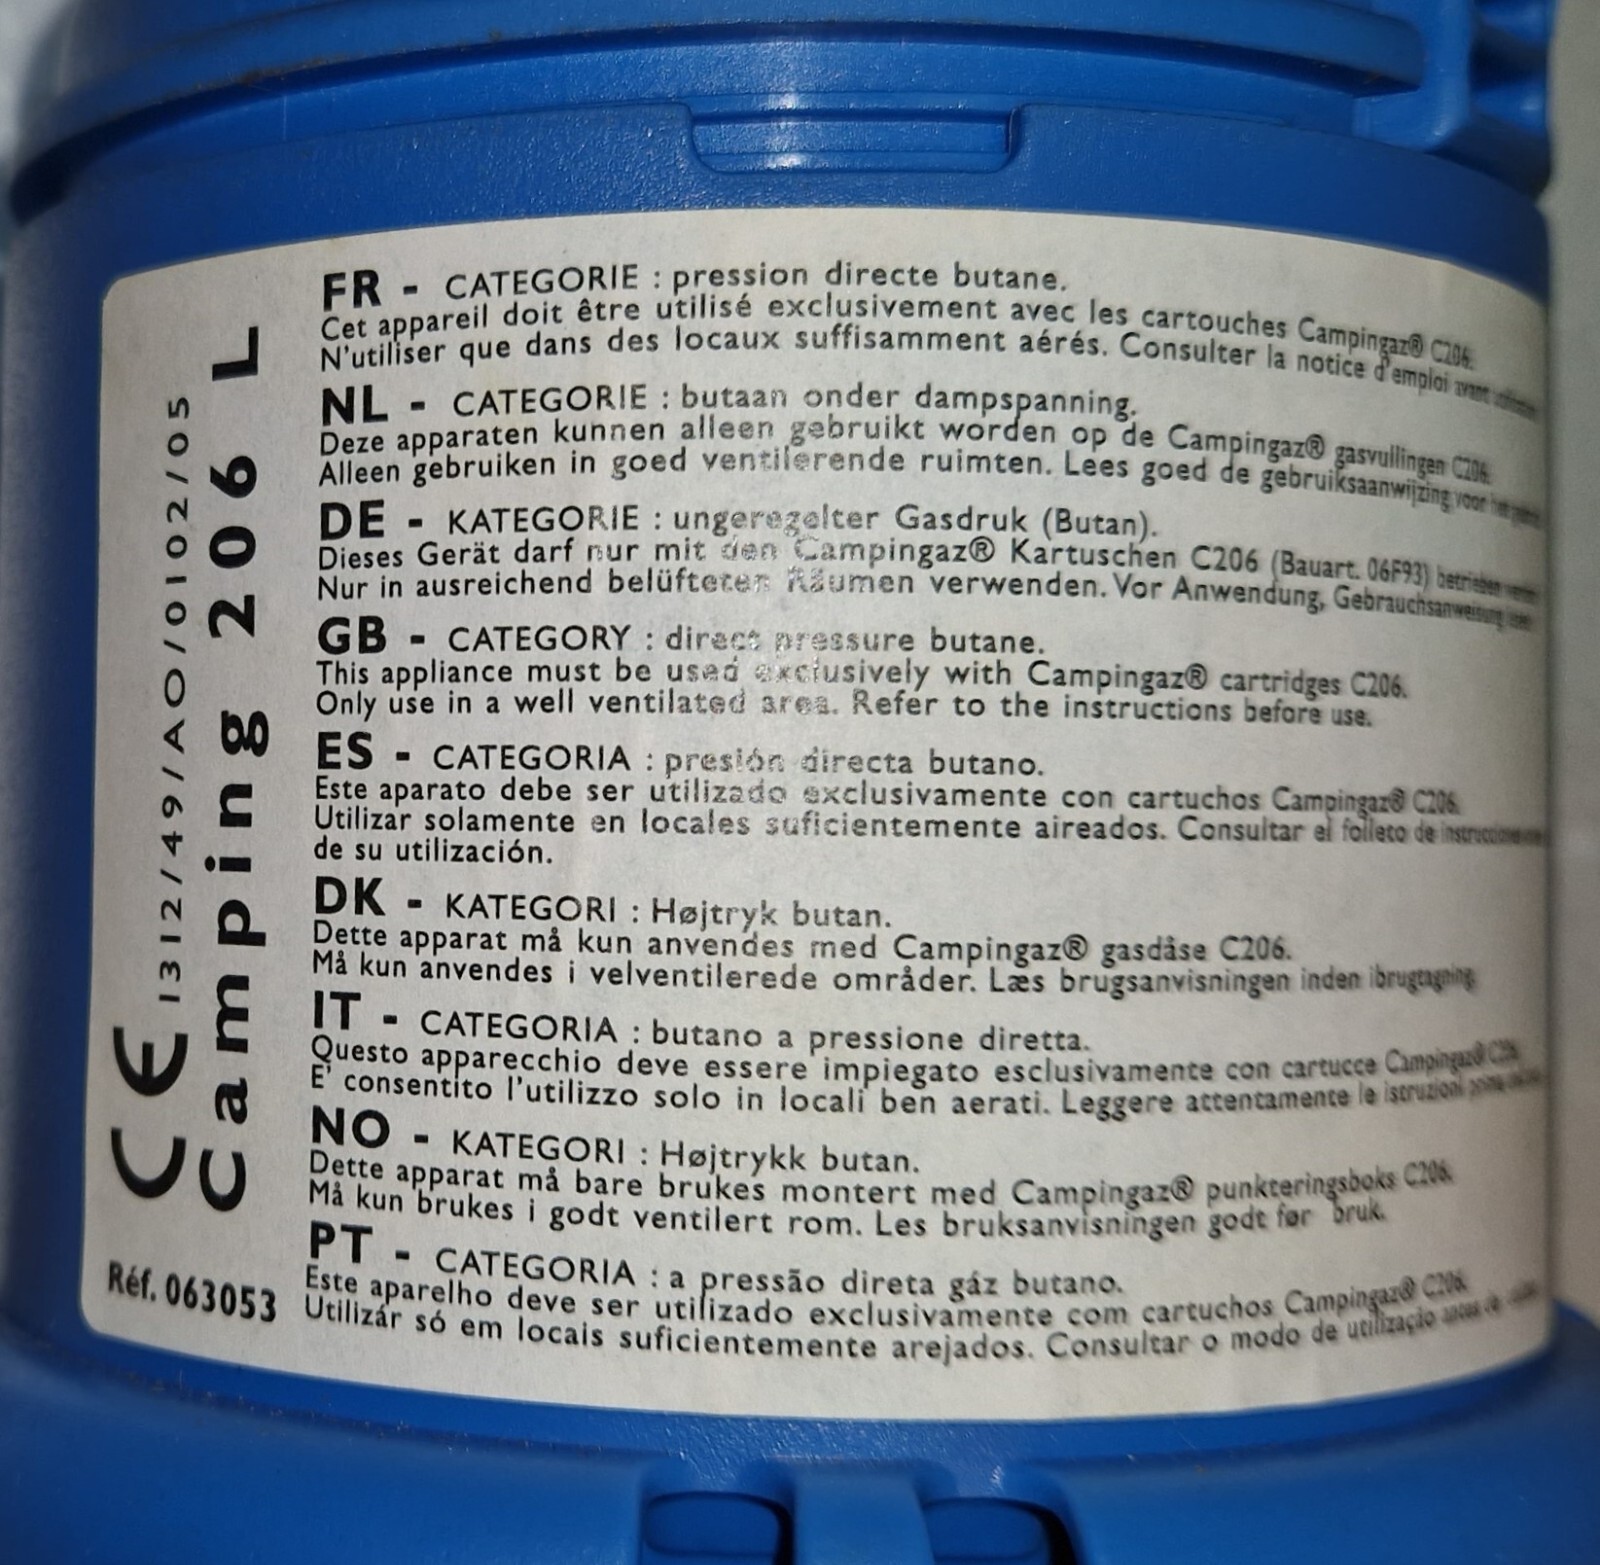 CE 1312/49/AO/0102/05
Camping 206 L
Réf. 063053
FR - CATEGORIE : pression directe butane.
Cet appareil doit être utilisé exclusivement avec les cartouches Campingaz® C206.
N'utiliser que dans des locaux suffisamment aérés. Consulter la notice d'emploi avant
NL - CATEGORIE : butaan onder dampspanning.
Deze apparaten kunnen alleen gebruikt worden op de Campingaz® gasvullingen C206.
Alleen gebruiken in goed ventilerende ruimten. Lees goed de gebruiksaanwijzing voor
DE - KATEGORIE : ungeregelter Gasdruk (Butan).
Dieses Gerät darf nur mit den Campingaz® Kartuschen C206 (Bauart. 06F93) betrieben
Nur in ausreichend belüfteten Räumen verwenden. Vor Anwendung, Gebrauchsanweisung
GB - CATEGORY : direct pressure butane.
This appliance must be used exclusively with Campingaz® cartridges C206.
Only use in a well ventilated area. Refer to the instructions before use.
ES - CATEGORIA : presión directa butano.
Este aparato debe ser utilizado exclusivamente con cartuchos Campingaz® C206.
Utilizar solamente en locales suficientemente aireados. Consultar el folleto de
de su utilización.
DK - KATEGORI : Højtryk butan.
Dette apparat må kun anvendes med Campingaz® gasdåse C206.
Må kun anvendes i velventilerede områder. Læs brugsanvisningen inden ibrugtagning.
IT - CATEGORIA : butano a pressione diretta.
Questo apparecchio deve essere impiegato esclusivamente con cartucce Campingaz® C206.
E' consentito l'utilizzo solo in locali ben aerati. Leggere attentamente le istruzioni
NO - KATEGORI : Højtrykk butan.
Dette apparat må bare brukes montert med Campingaz® punkteringsboks C206.
Må kun brukes i godt ventilert rom. Les bruksanvisningen godt før bruk.
PT - CATEGORIA : a pressão direta gáz butano.
Este aparelho deve ser utilizado exclusivamente com cartuchos Campingaz® C206.
Utilizár só em locais suficientemente arejados. Consultar o modo de utilização antes de